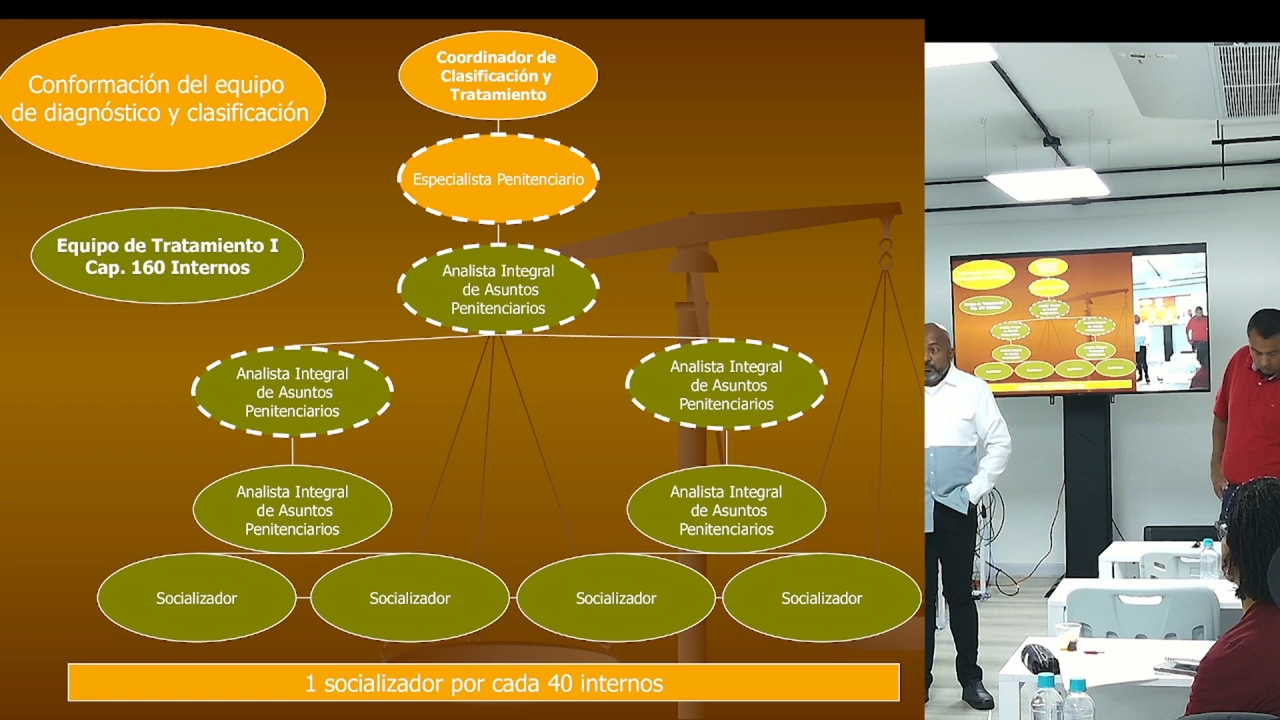 Conformación del equipo
de diagnóstico y clasificación
Coordinador de
Clasificación y
Tratamiento
Especialista Penitenciario
Equipo de Tratamiento I
Cap. 160 Internos
Analista Integral
de Asuntos
Penitenciarios
Analista Integral
de Asuntos
Penitenciarios
Analista Integral
de Asuntos
Penitenciarios
Analista Integral
de Asuntos
Penitenciarios
Analista Integral
de Asuntos
Penitenciarios
Socializador
Socializador
Socializador
Socializador
1 socializador por cada 40 internos